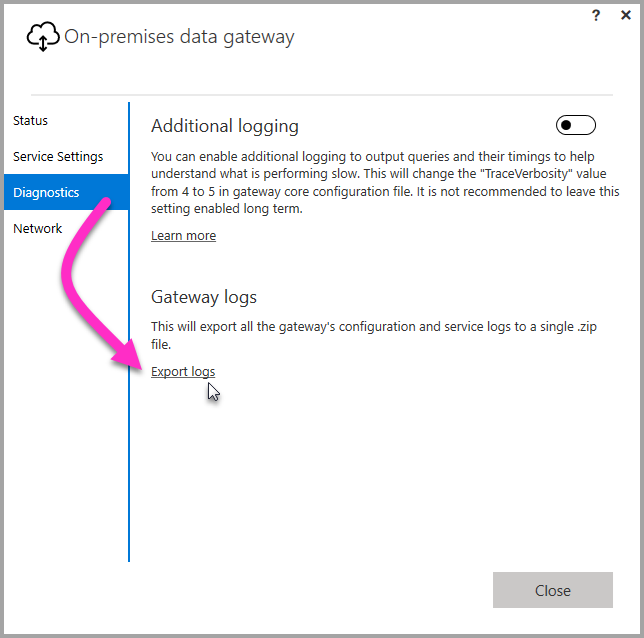 ? ×
On-premises data gateway
Status
Service Settings
Diagnostics
Network
Additional logging
You can enable additional logging to output queries and their timings to help
understand what is performing slow. This will change the "TraceVerbosity" value
from 4 to 5 in gateway core configuration file. It is not recommended to leave this
setting enabled long term.
Learn more
Gateway logs
This will export all the gateway's configuration and service logs to a single .zip
file.
Export logs
Close